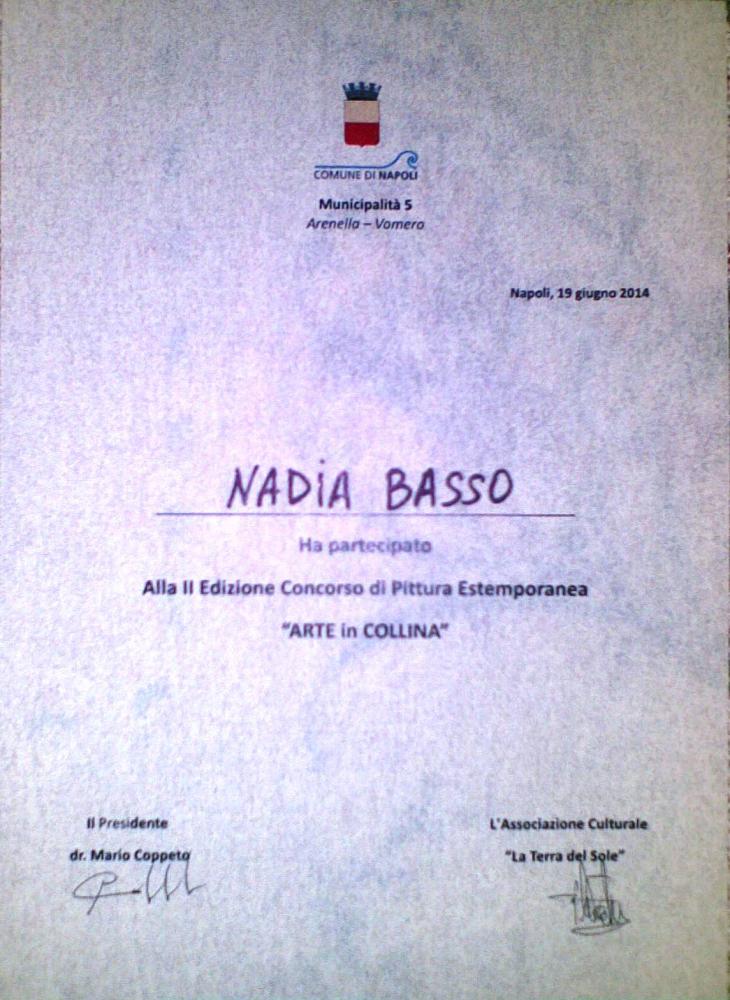 COMUNE DI NAPOLI
Municipalità 5
Arenella – Vomero
Napoli, 19 giugno 2014
NADIA BASSO
Ha partecipato
Alla II Edizione Concorso di Pittura Estemporanea
"ARTE in COLLINA"
Il Presidente
dr. Mario Coppeto
L'Associazione Culturale
"La Terra del Sole"